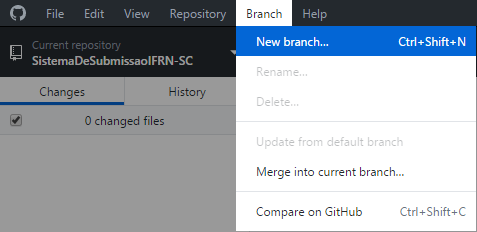 File Edit View Repository Branch Help
Current repository
SistemaDeSubmissaoIFRN-SC
Changes History
0 changed files
New branch... Ctrl+Shift+N
Rename...
Delete...
Update from default branch
Merge into current branch...
Compare on GitHub Ctrl+Shift+C